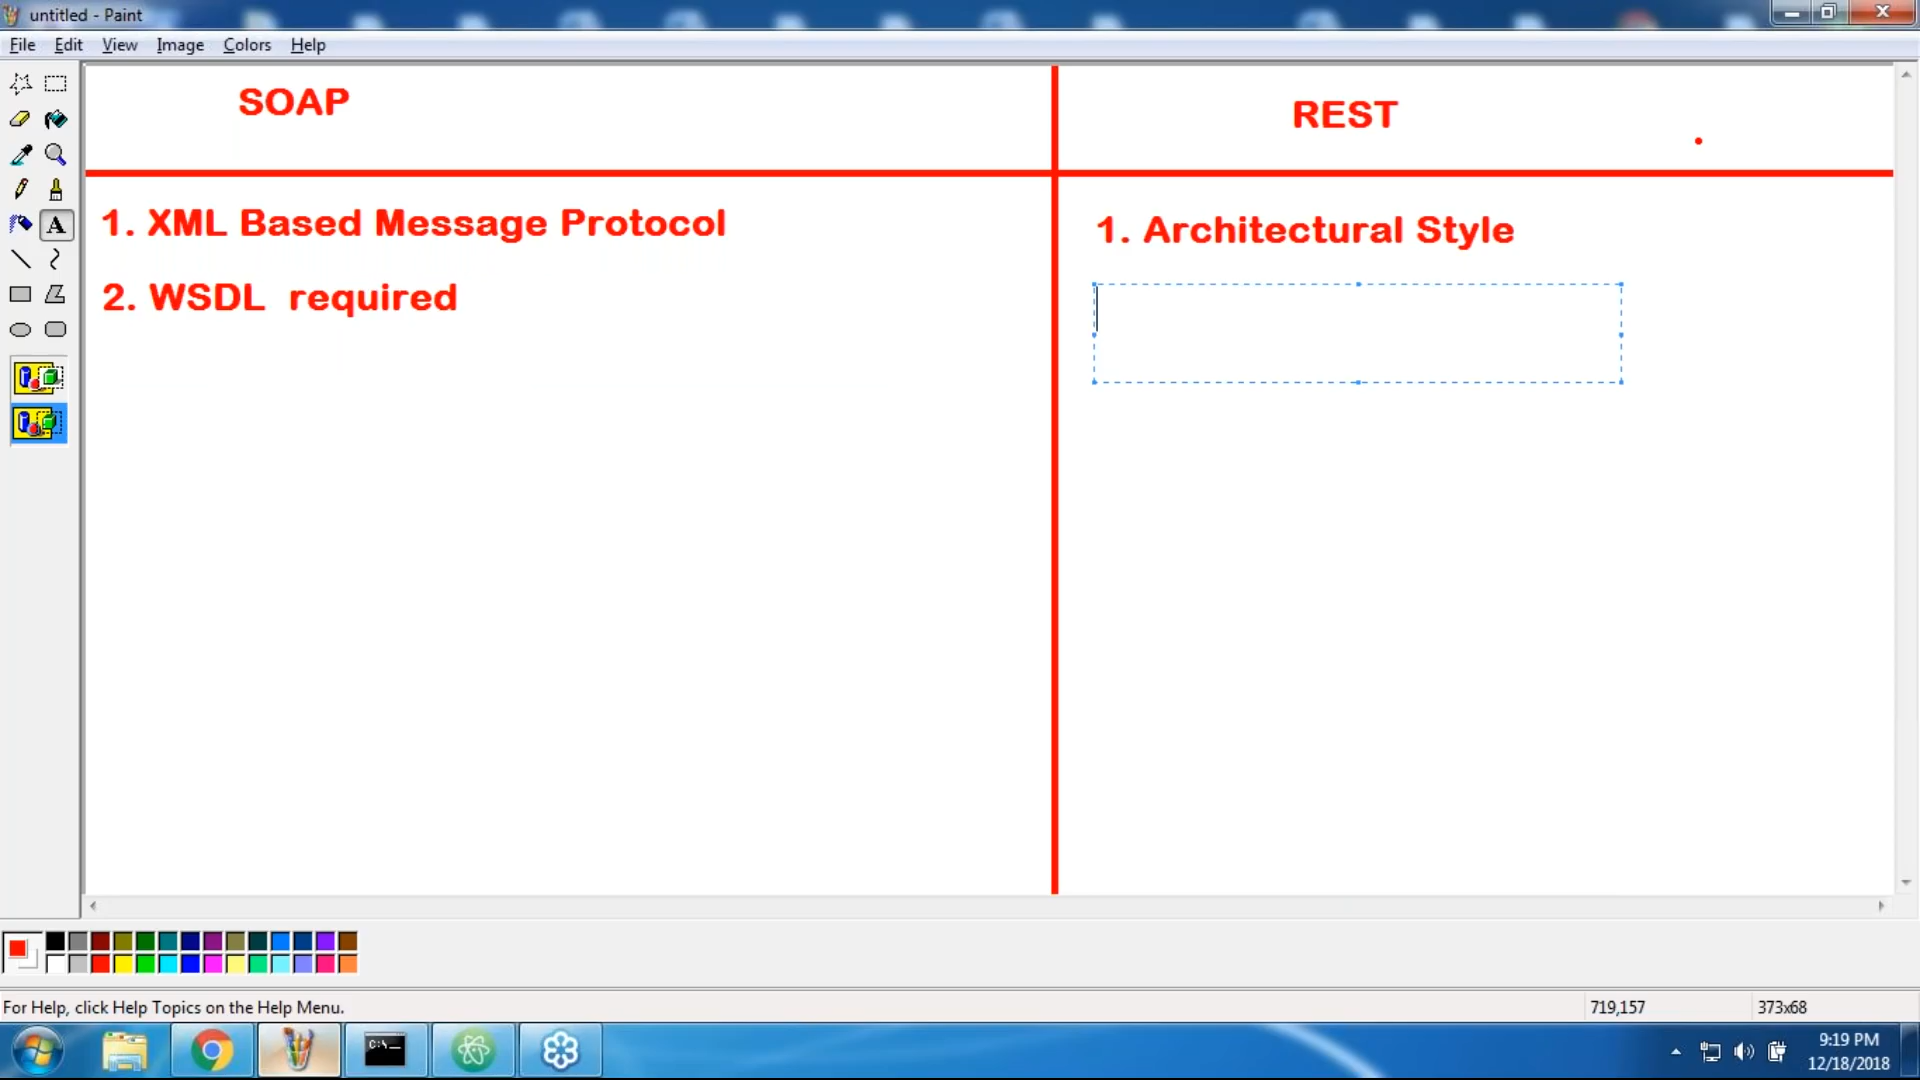 untitled - Paint
File Edit View Image Colors Help
SOAP
REST
1. XML Based Message Protocol
1. Architectural Style
2. WSDL  required
A
For Help, click Help Topics on the Help Menu.
719,157
373x68
C:\
9:19 PM
12/18/2018